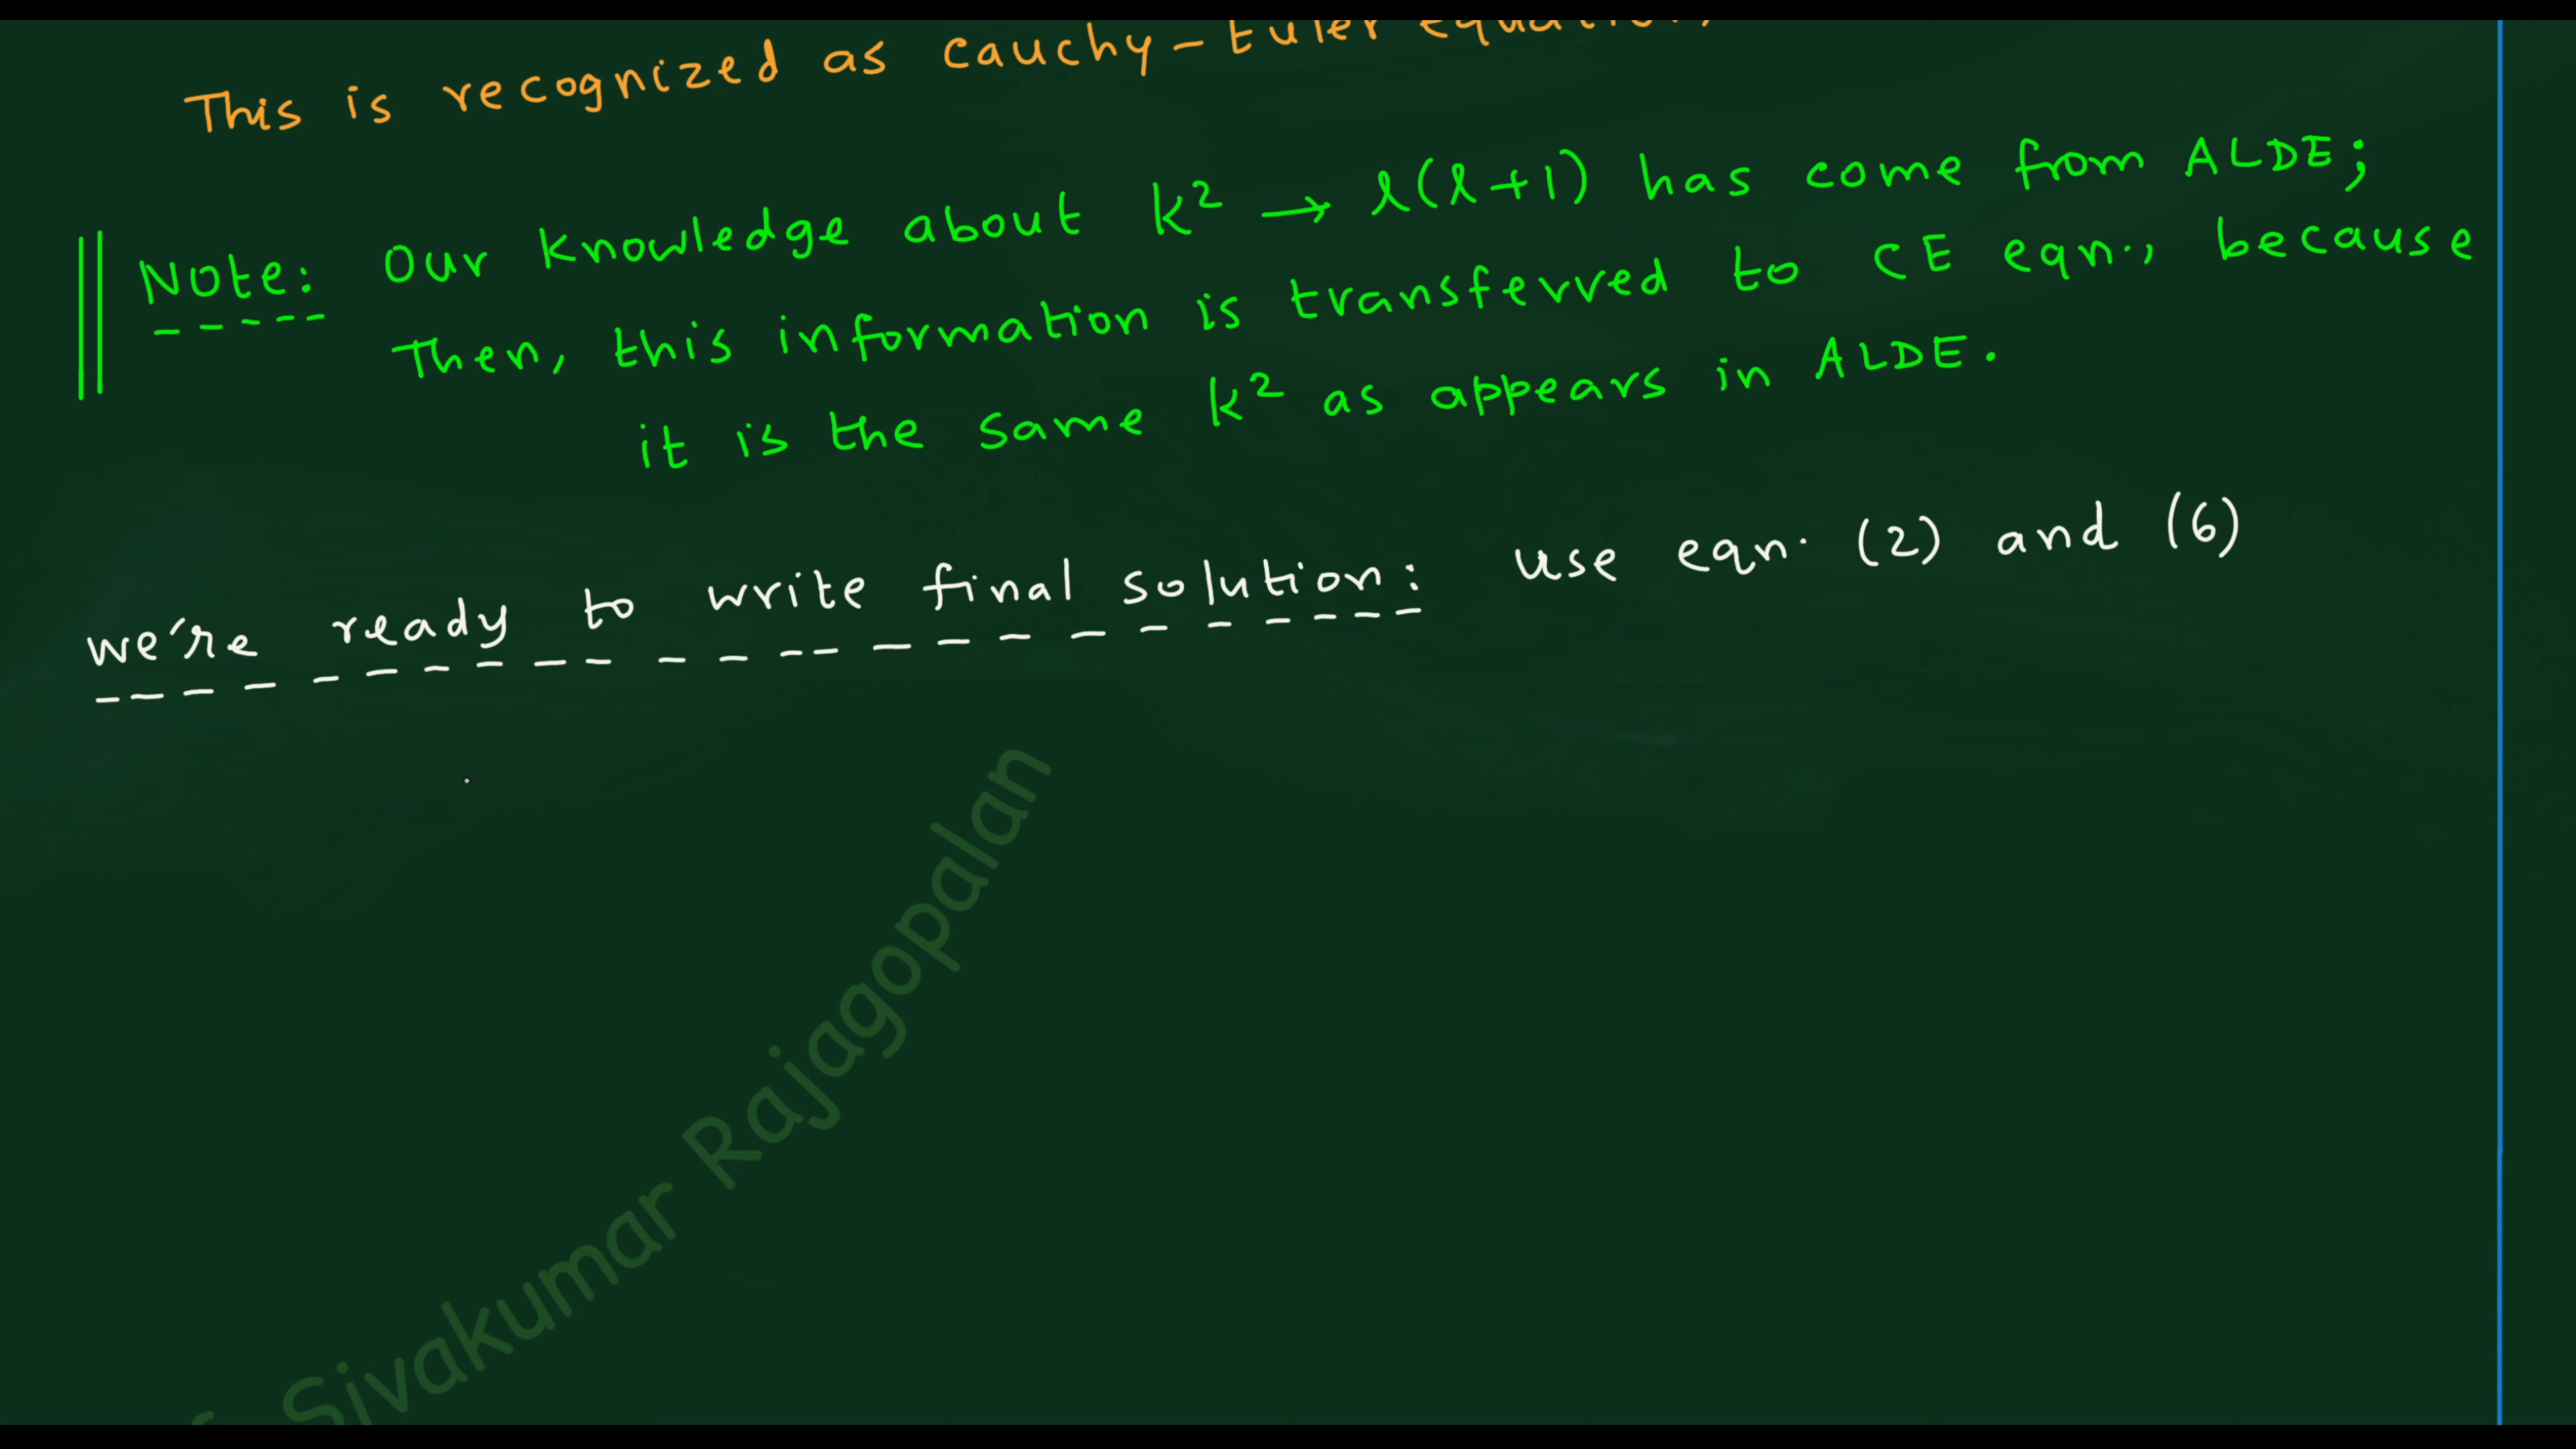 This is recognized as Cauchy-Euler equation,
Note: Our knowledge about k² → l(l+1) has come from ALDE;
Then, this information is transferred to CE eqn., because
it is the same k² as appears in ALDE.
we're ready to write final solution: use eqn. (2) and (6)
Sivakumar Rajagopalan